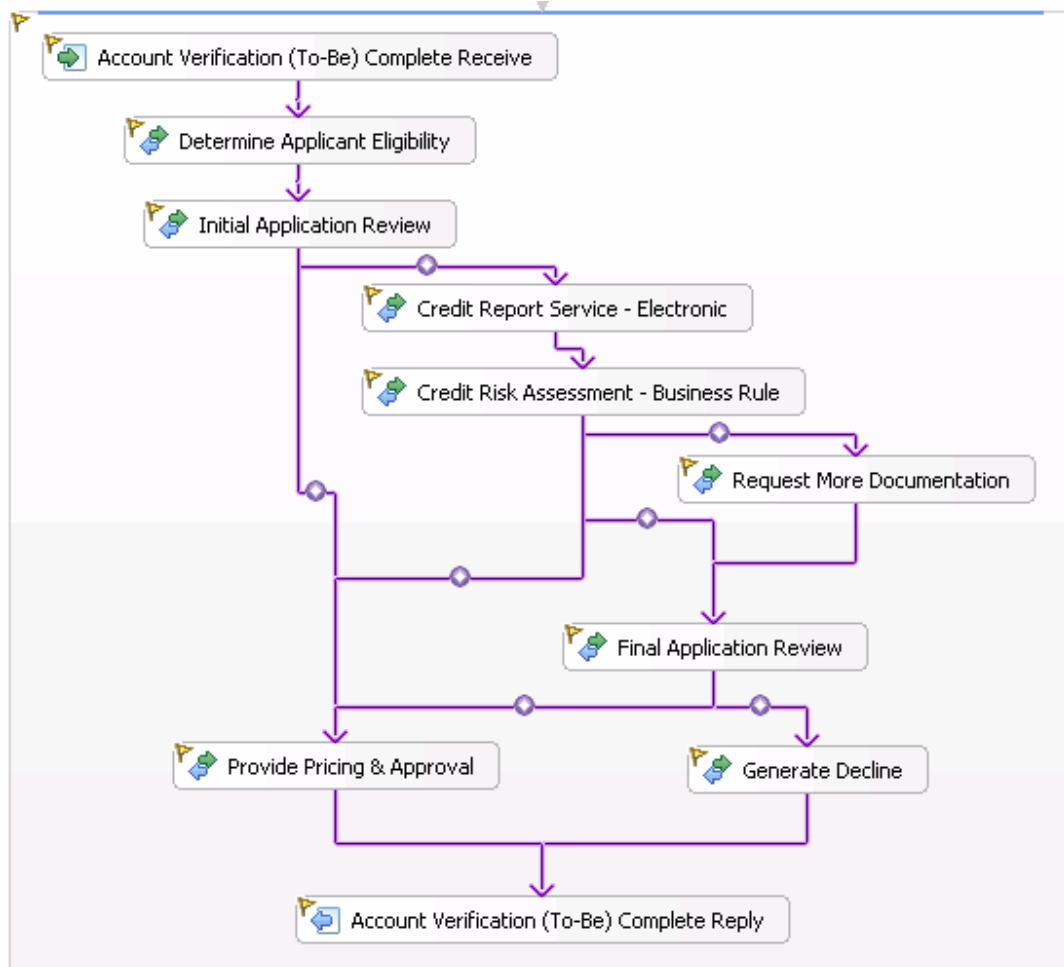 Account Verification (To-Be) Complete Receive
Determine Applicant Eligibility
Initial Application Review
Credit Report Service - Electronic
Credit Risk Assessment - Business Rule
Request More Documentation
Final Application Review
Provide Pricing & Approval
Generate Decline
Account Verification (To-Be) Complete Reply